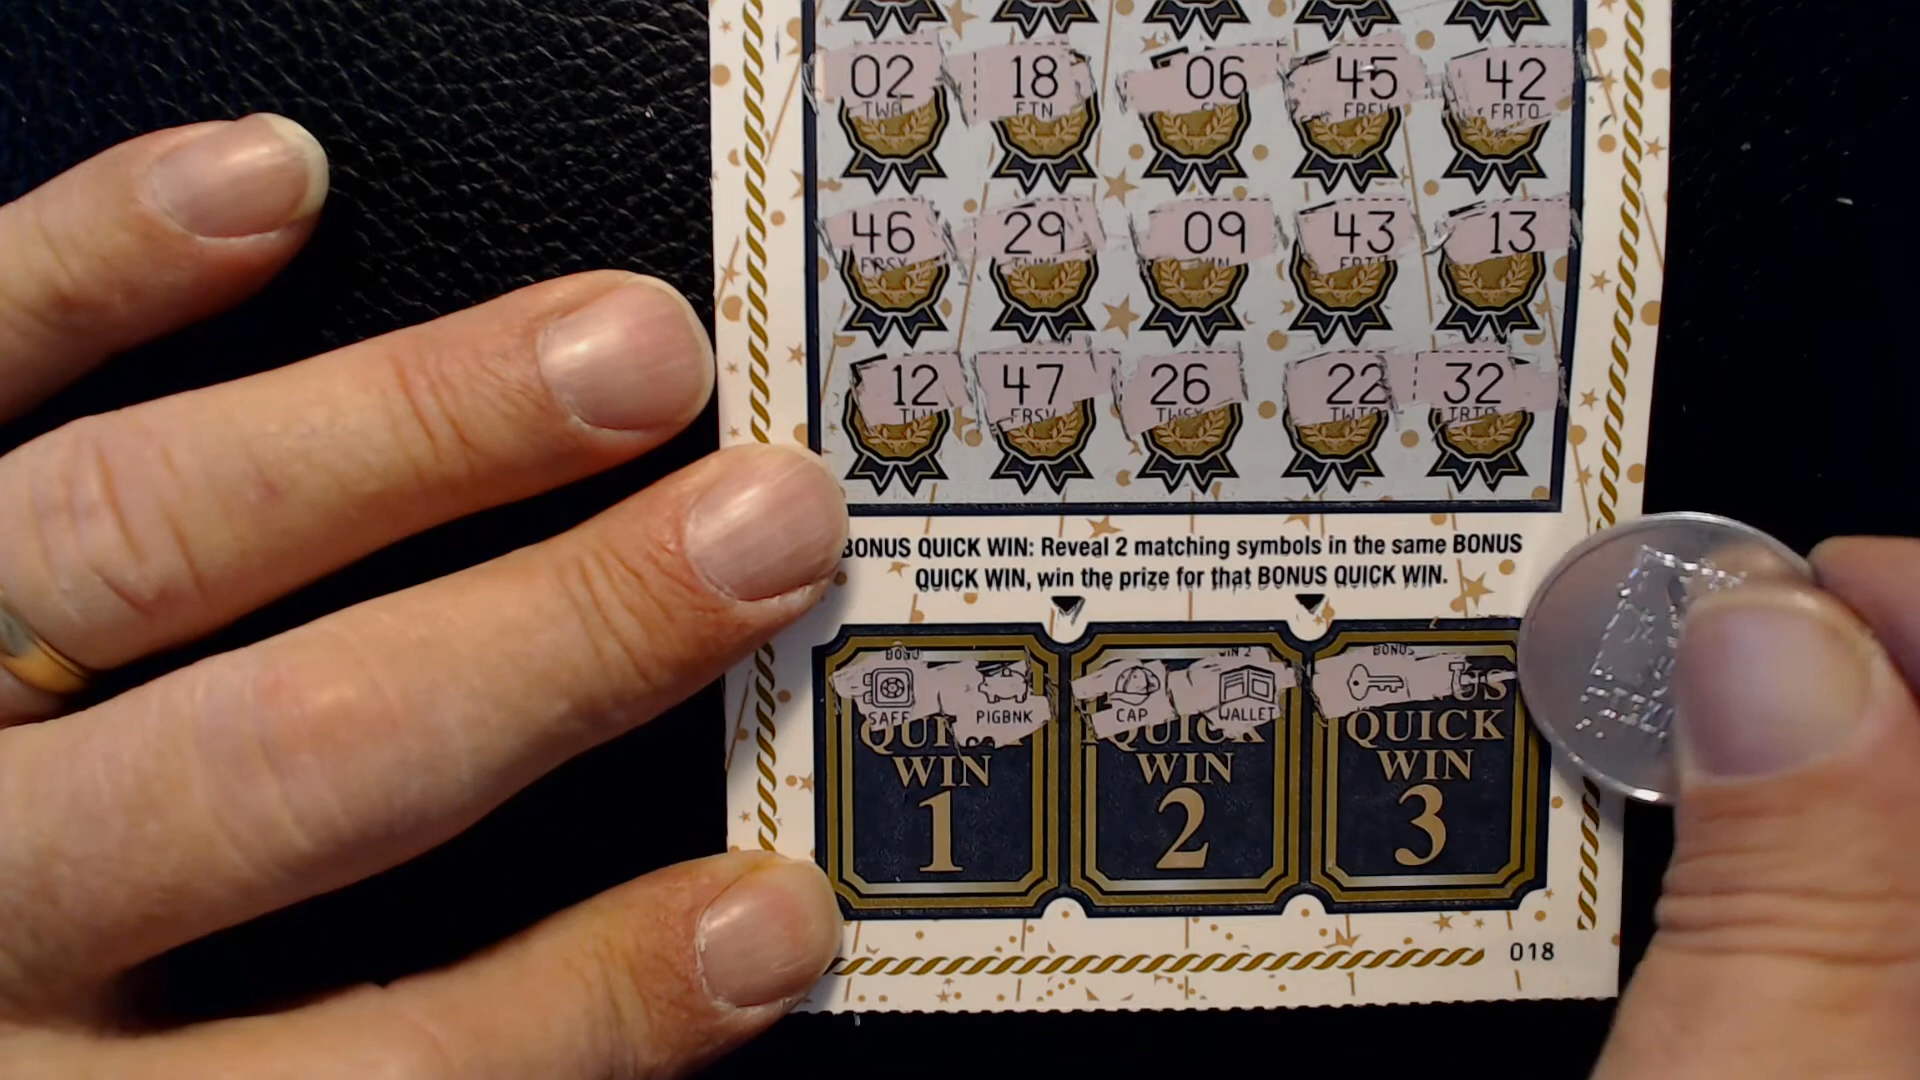 02 18 06 45 42
FRTO
46 29 09 43 13
12 47 26 22 32
BONUS QUICK WIN: Reveal 2 matching symbols in the same BONUS
QUICK WIN, win the prize for that BONUS QUICK WIN.
PIGBNK CAP WALLET
QUICK QUICK
WIN WIN WIN
1 2 3
018